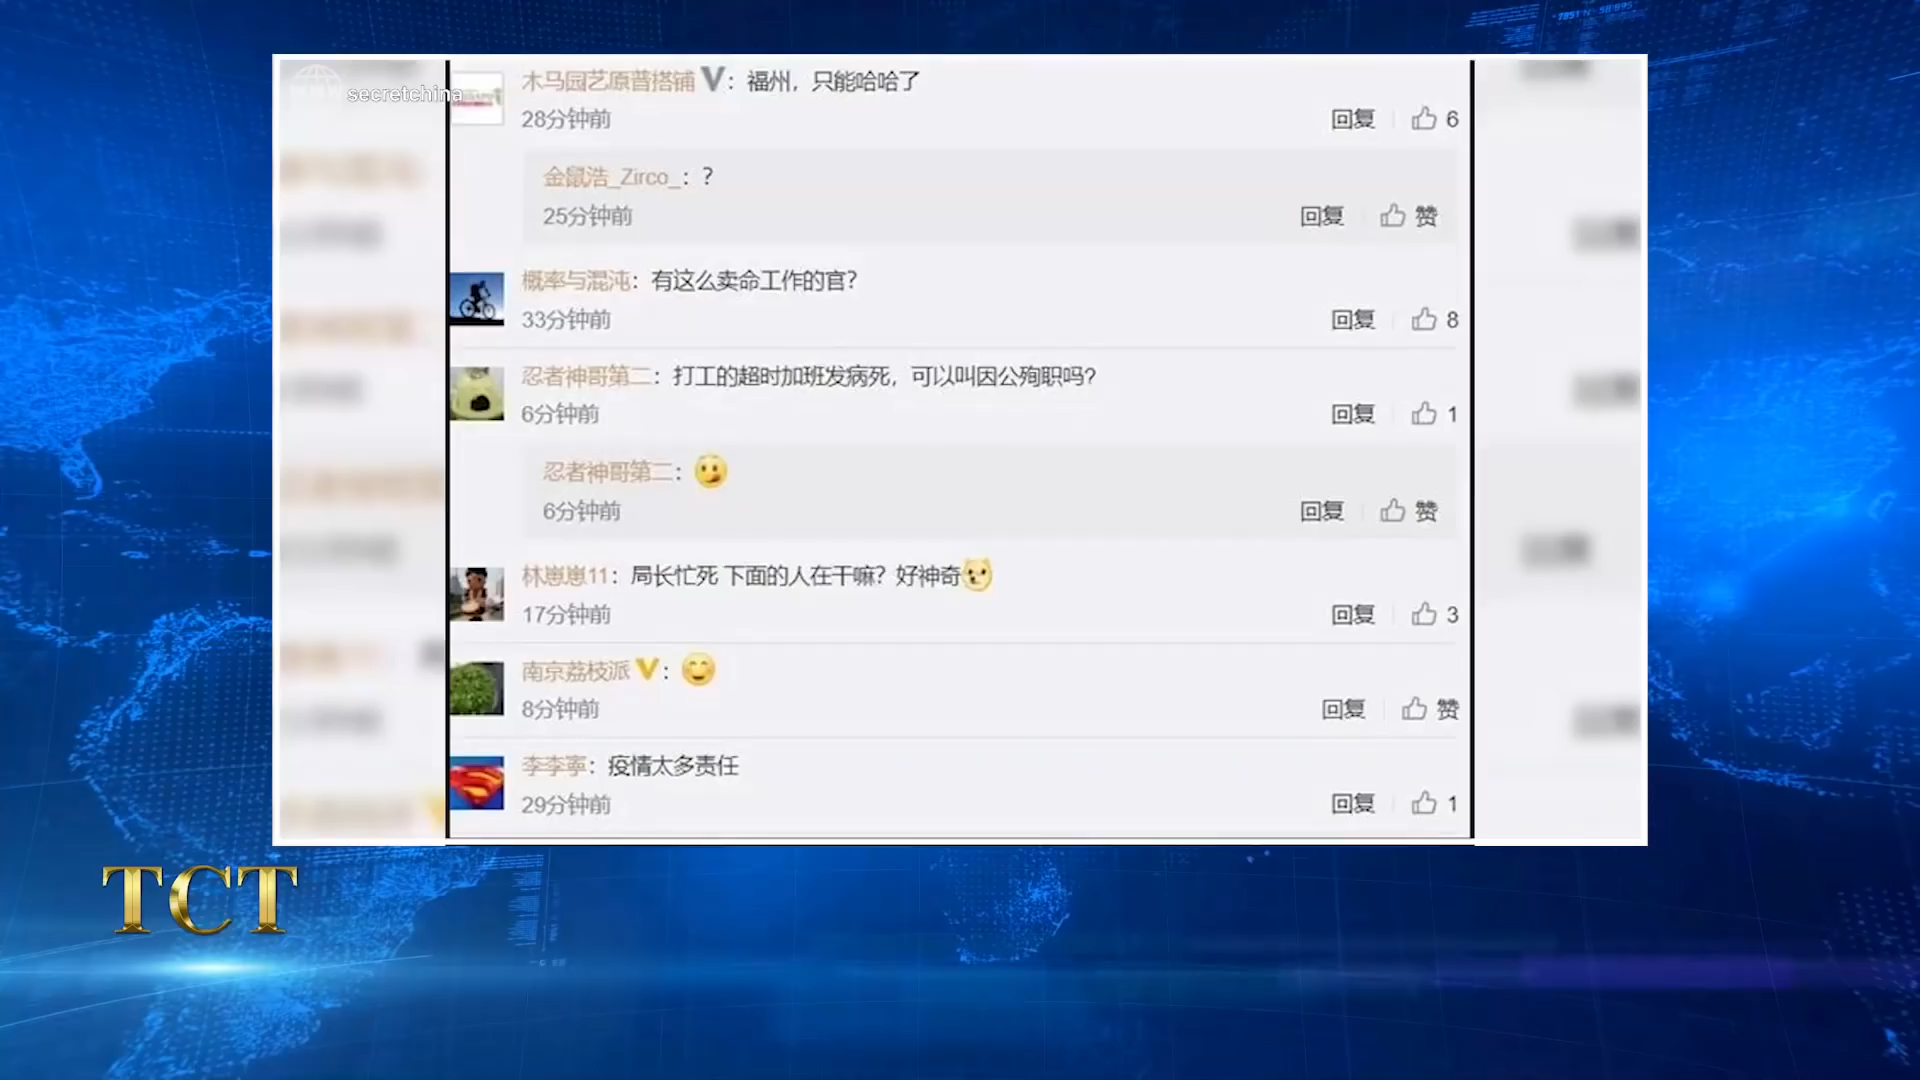 secretchina
木马园艺原普搭铺 V：福州，只能哈哈了
28分钟前 回复 6
金鼠浩_Zirco_：？
25分钟前 回复 赞
概率与混沌：有这么卖命工作的官？
33分钟前 回复 8
忍者神哥第二：打工的超时加班发病死，可以叫因公殉职吗？
6分钟前 回复 1
忍者神哥第二：
6分钟前 回复 赞
林崽崽11：局长忙死 下面的人在干嘛？好神奇
17分钟前 回复 3
南京荔枝派 V：
8分钟前 回复 赞
李李寧：疫情太多责任
29分钟前 回复 1
TCT